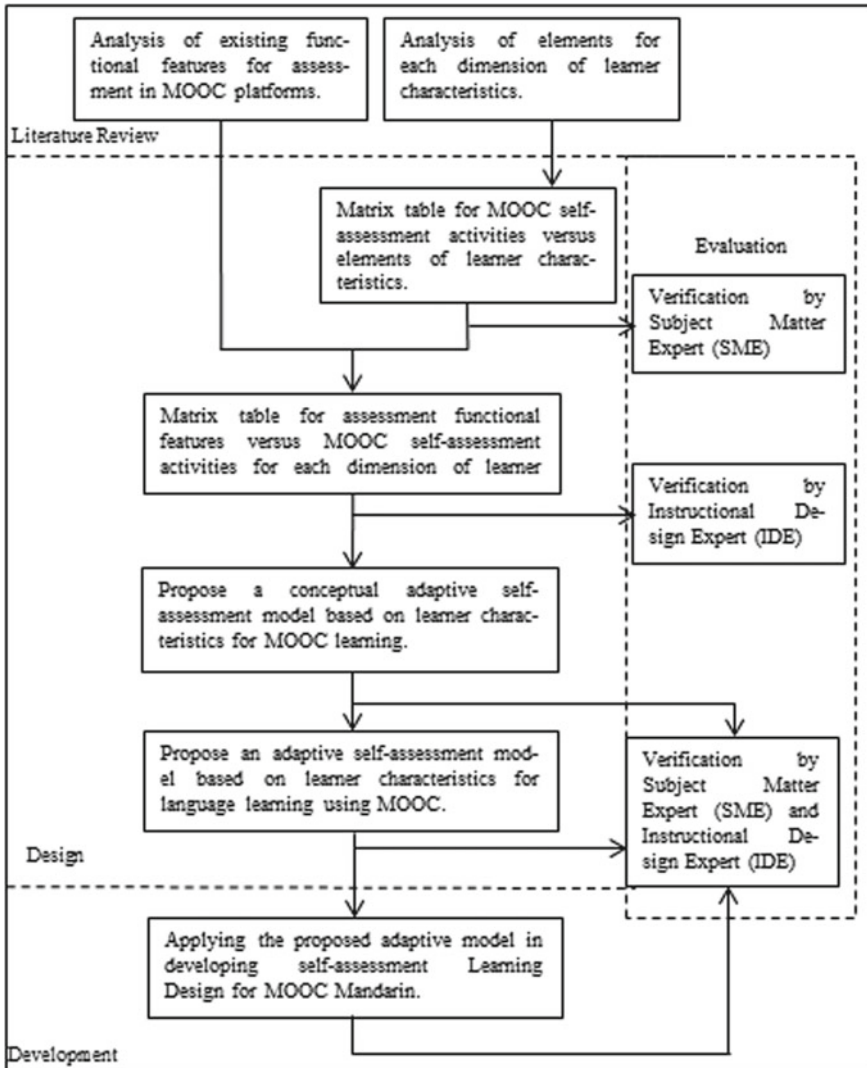 Analysis of existing func-
tional features for assess-
ment in MOOC platforms.
Analysis of elements for
each dimension of learner
characteristics.
Literature Review
Matrix table for MOOC self-
assessment activities versus
elements of learner charac-
teristics.
Evaluation
Verification by
Subject Matter
Expert (SME)
Matrix table for assessment functional
features versus MOOC self-assessment
activities for each dimension of learner
Verification by
Instructional De-
sign Expert (IDE)
Propose a conceptual adaptive self-
assessment model based on learner charac-
teristics for MOOC learning.
Propose an adaptive self-assessment mod-
el based on learner characteristics for
language learning using MOOC.
Verification by
Subject Matter
Expert (SME) and
Instructional De-
sign Expert (IDE)
Design
Applying the proposed adaptive model in
developing self-assessment Learning
Design for MOOC Mandarin.
Development